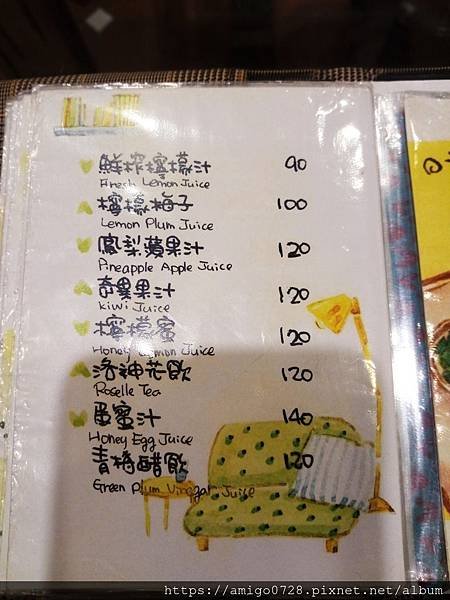 鮮榨檸檬汁 90
Fresh Lemon Juice
檸檬梅子 100
Lemon Plum Juice
鳳梨蘋果汁 120
Pineapple Apple Juice
奇異果汁 120
Kiwi Juice
檸檬蜜 120
Honey Lemon Juice
洛神花飲 120
Roselle Tea
蛋蜜汁 140
Honey Egg Juice
青梅醋飲 120
Green Plum Vinegar Juice
https://amigo0728.pixnet.net/album